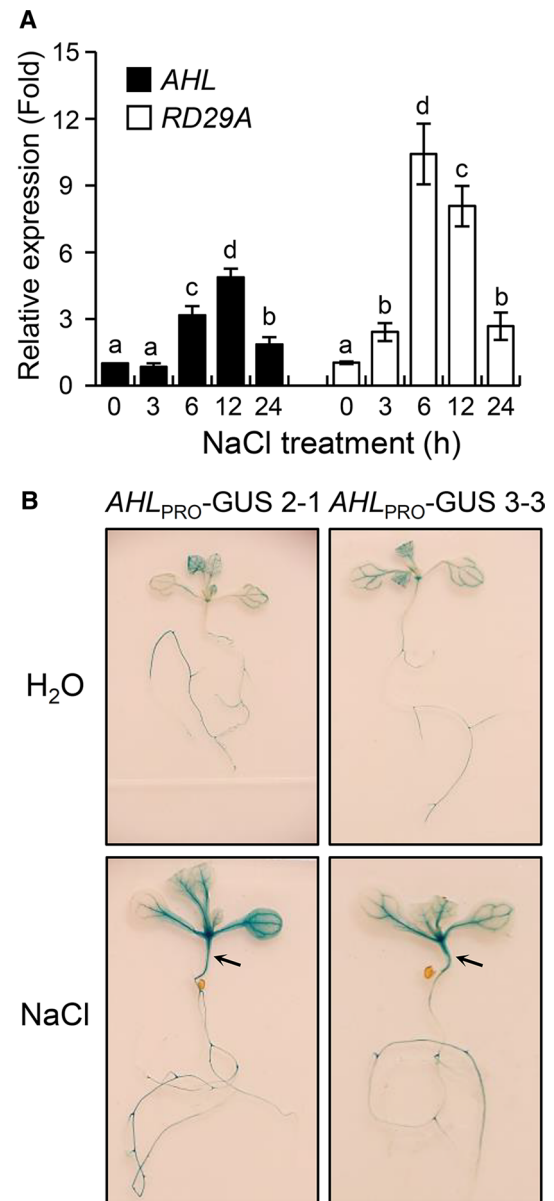 A
Relative expression (Fold)
15
12
9
6
3
0
AHL
RD29A
a a c d b
a b d c b
0 3 6 12 24 0 3 6 12 24
NaCl treatment (h)
B
AHLPRO-GUS 2-1 AHLPRO-GUS 3-3
H2O
NaCl